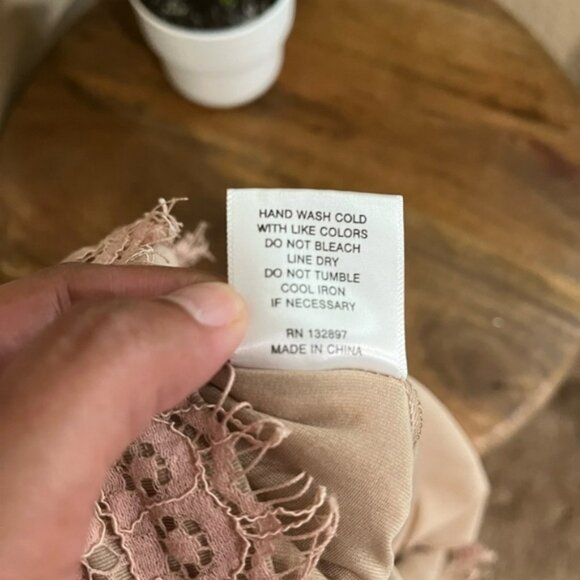 HAND WASH COLD
WITH LIKE COLORS
DO NOT BLEACH
LINE DRY
DO NOT TUMBLE
COOL IRON
IF NECESSARY
RN 132897
MADE IN CHINA